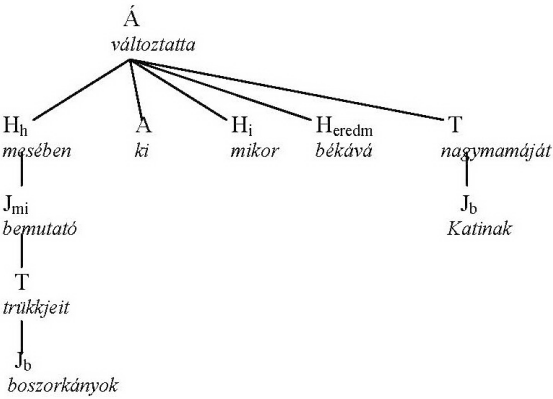 Á
változtatta
Hh A Hi Heredm T
mesében ki mikor békává nagymamáját
Jmi Jb
bemutató Katinak
T
trükkjeit
Jb
boszorkányok